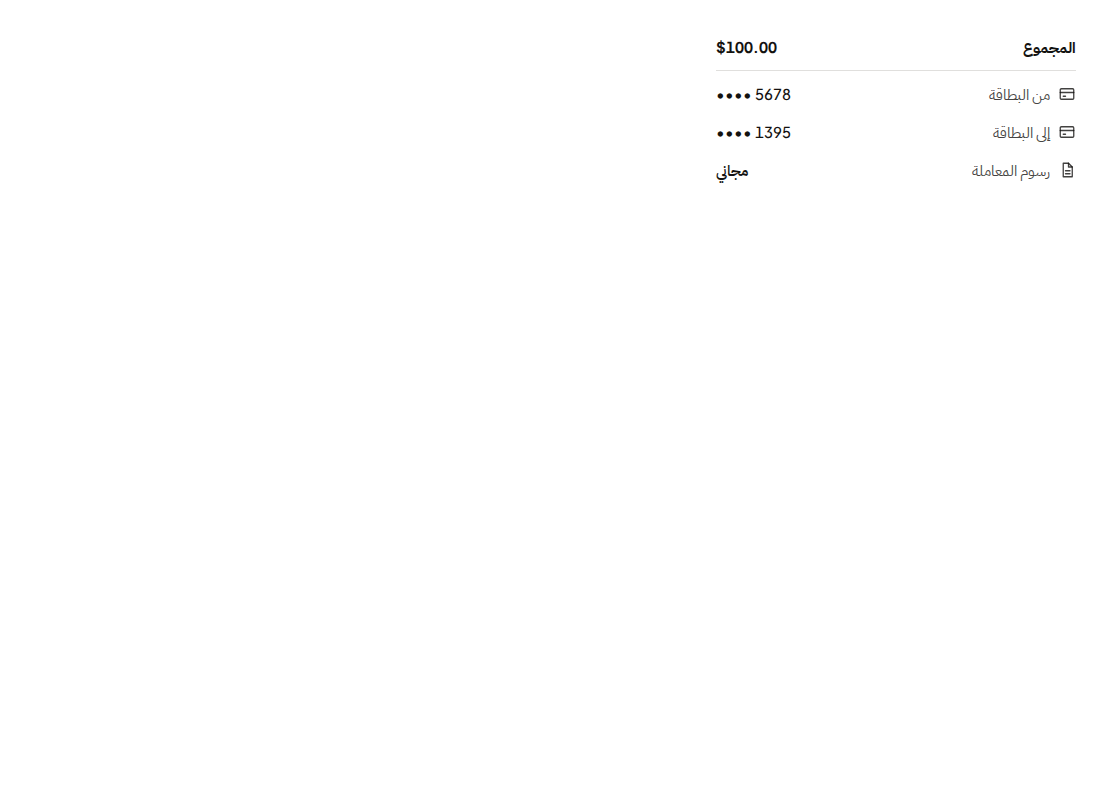 المجموع $100.00
من البطاقة •••• 5678
إلى البطاقة •••• 1395
رسوم المعاملة مجاني